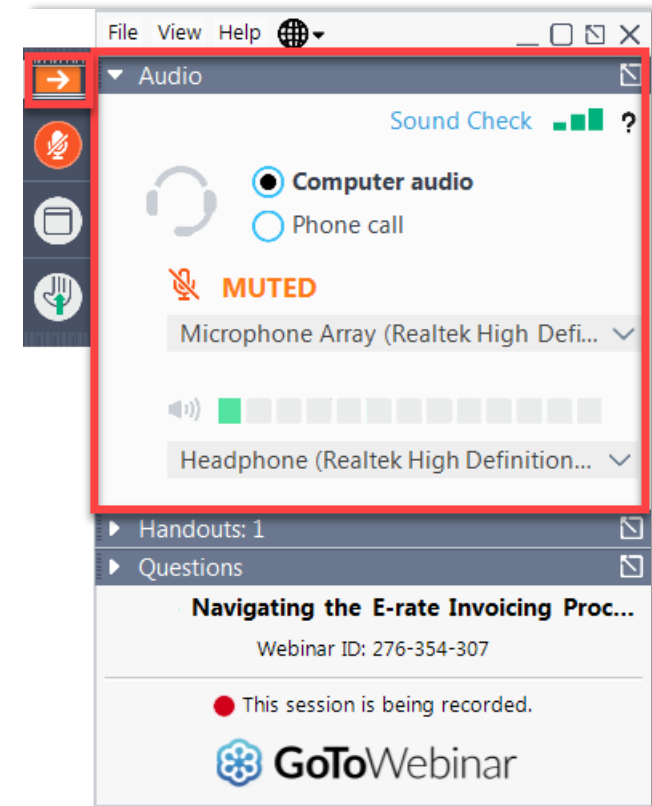 File View Help
Audio
Sound Check ?
Computer audio
Phone call
MUTED
Microphone Array (Realtek High Defi...
Headphone (Realtek High Definition...
Handouts: 1
Questions
Navigating the E-rate Invoicing Proc...
Webinar ID: 276-354-307
This session is being recorded.
GoToWebinar